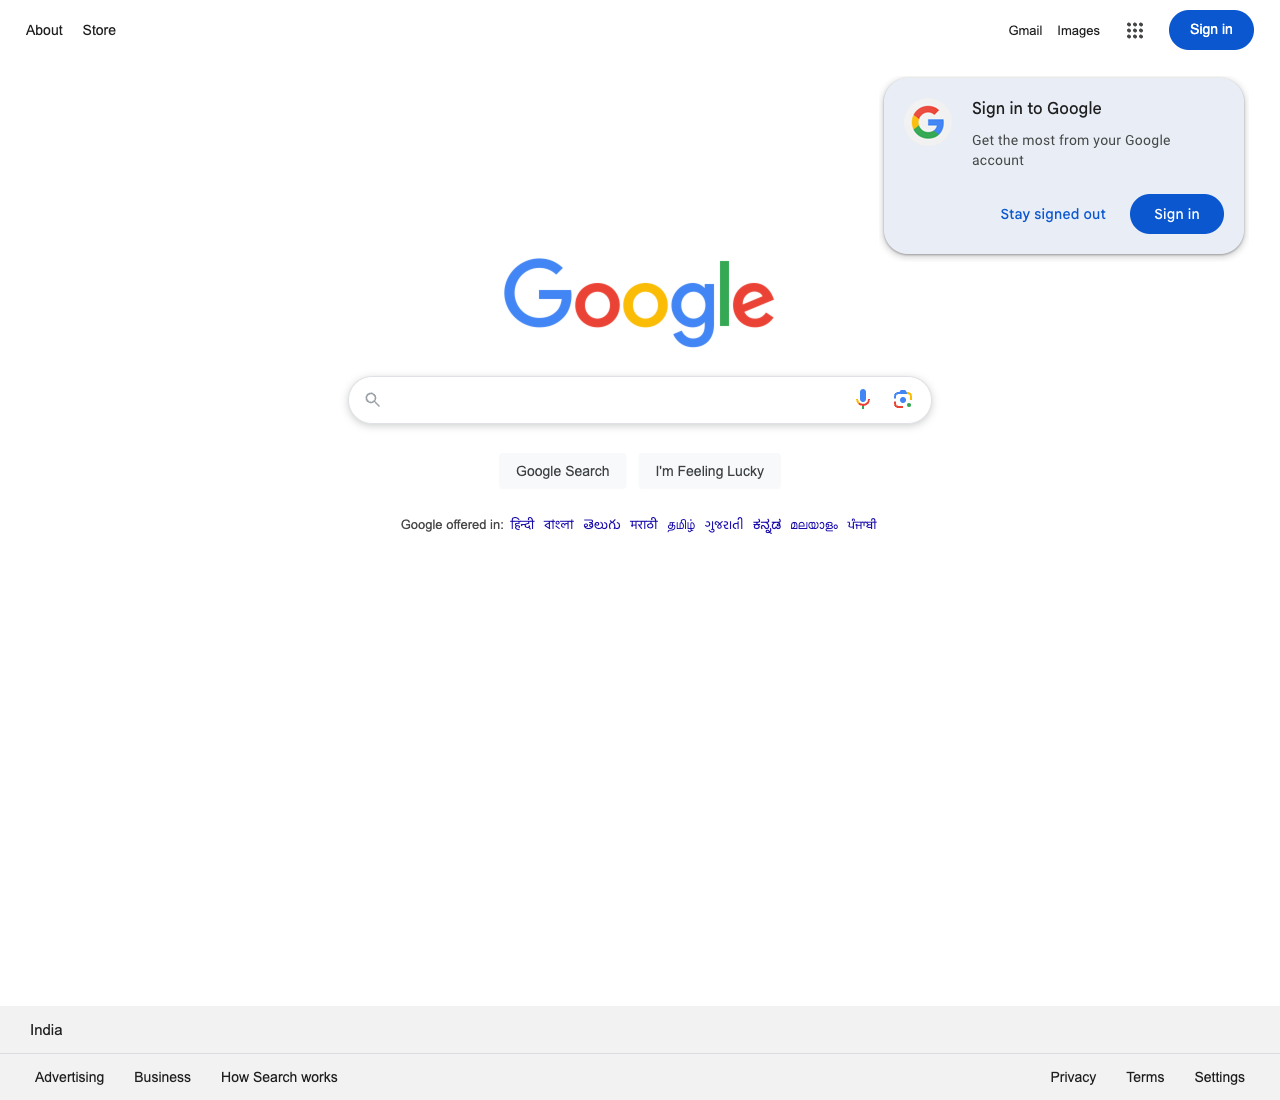 About Store
Gmail Images Sign in
Sign in to Google
Get the most from your Google
account
Stay signed out Sign in
Google
Google Search I'm Feeling Lucky
Google offered in: हिन्दी বাংলা తెలుగు मराठी தமிழ் ગુજરાતી ಕನ್ನಡ മലയാളം ਪੰਜਾਬੀ
India
Advertising Business How Search works
Privacy Terms Settings